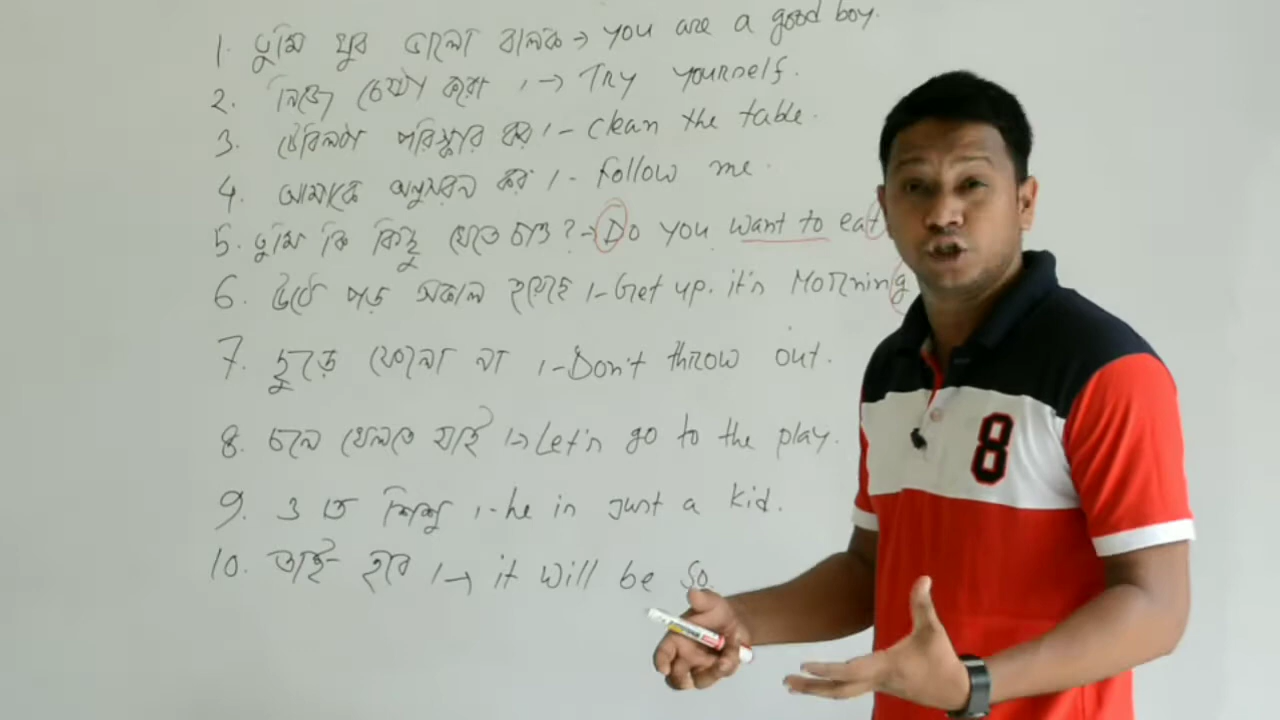 1. তুমি খুব ভালো বালক → you are a good boy.
2. নিজে চেষ্টা করো । → Try yourself.
3. টেবিলটা পরিস্কার কর । - clean the table.
4. আমাকে অনুসরন কর । - follow me.
5. তুমি কি কিছু খেতে চাও ? → Do you want to eat
6. উঠে পড় সকাল হয়েছে । - Get up. it's Morning
7. ছুড়ে ফেলো না । - Don't throw out.
8. চলো খেলতে যাই । → Let's go to the play.
9. ও তো শিশু । - he is just a kid.
10. তাই হবে । → it will be so
8